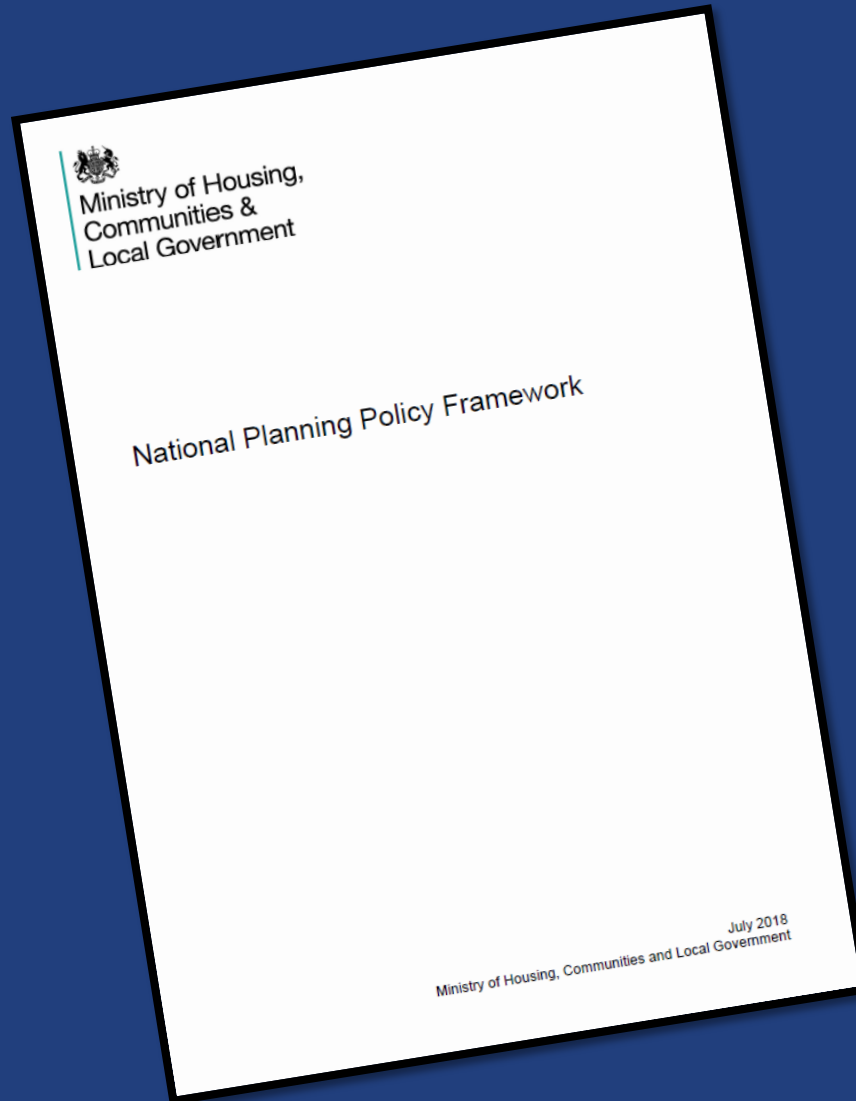 Ministry of Housing,
Communities &
Local Government
National Planning Policy Framework
July 2018
Ministry of Housing, Communities and Local Government